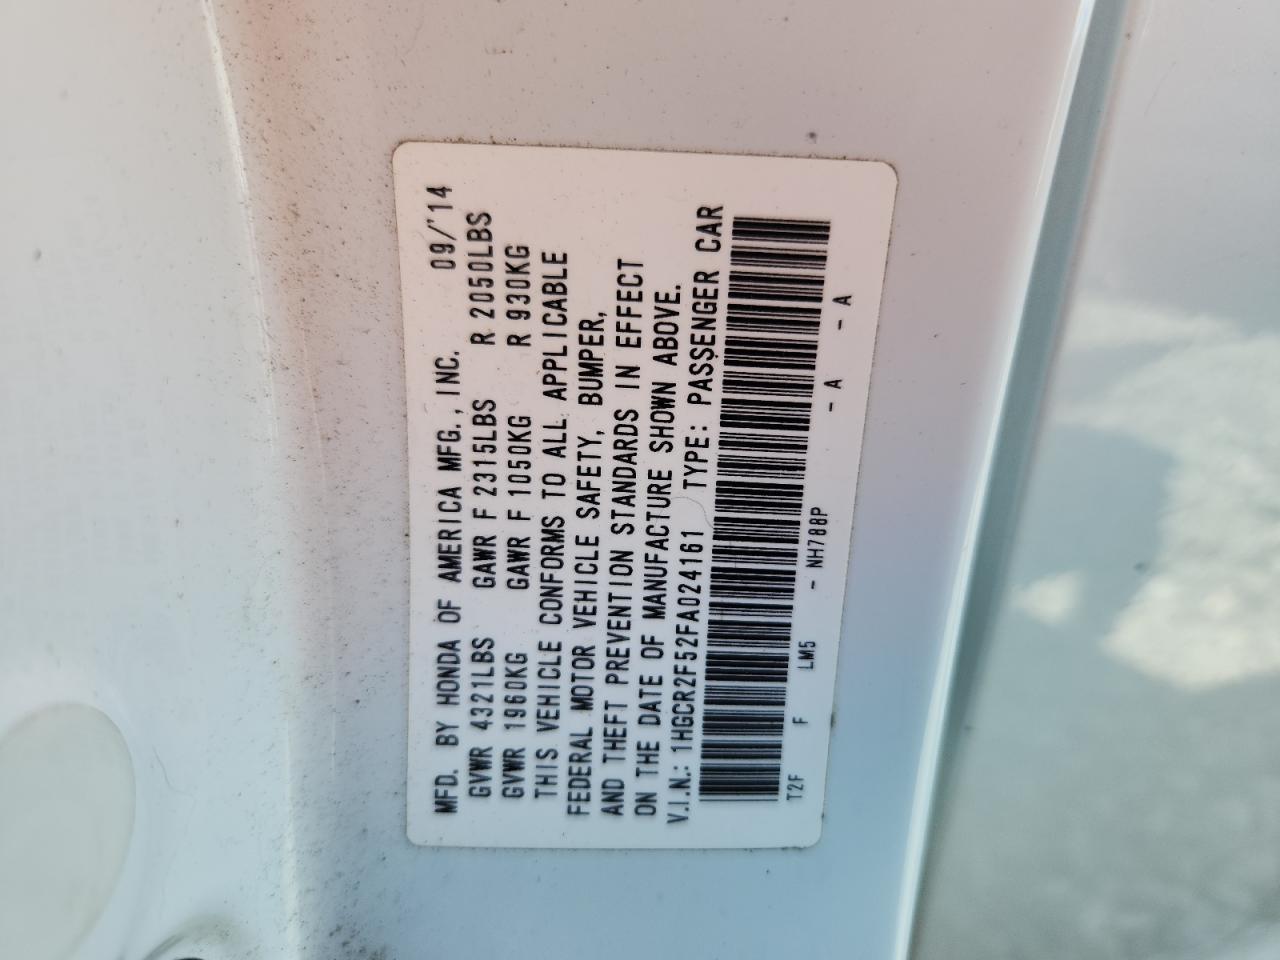 MFD. BY HONDA OF AMERICA MFG., INC. 09/'14
GVWR 4321LBS GAWR F 2315LBS R 2050LBS
GVWR 1960KG GAWR F 1050KG R 930KG
THIS VEHICLE CONFORMS TO ALL APPLICABLE
FEDERAL MOTOR VEHICLE SAFETY, BUMPER,
AND THEFT PREVENTION STANDARDS IN EFFECT
ON THE DATE OF MANUFACTURE SHOWN ABOVE.
V.I.N.: 1HGCR2F52FA024161 TYPE: PASSENGER CAR
T2F F LM5 - NH788P - A - A